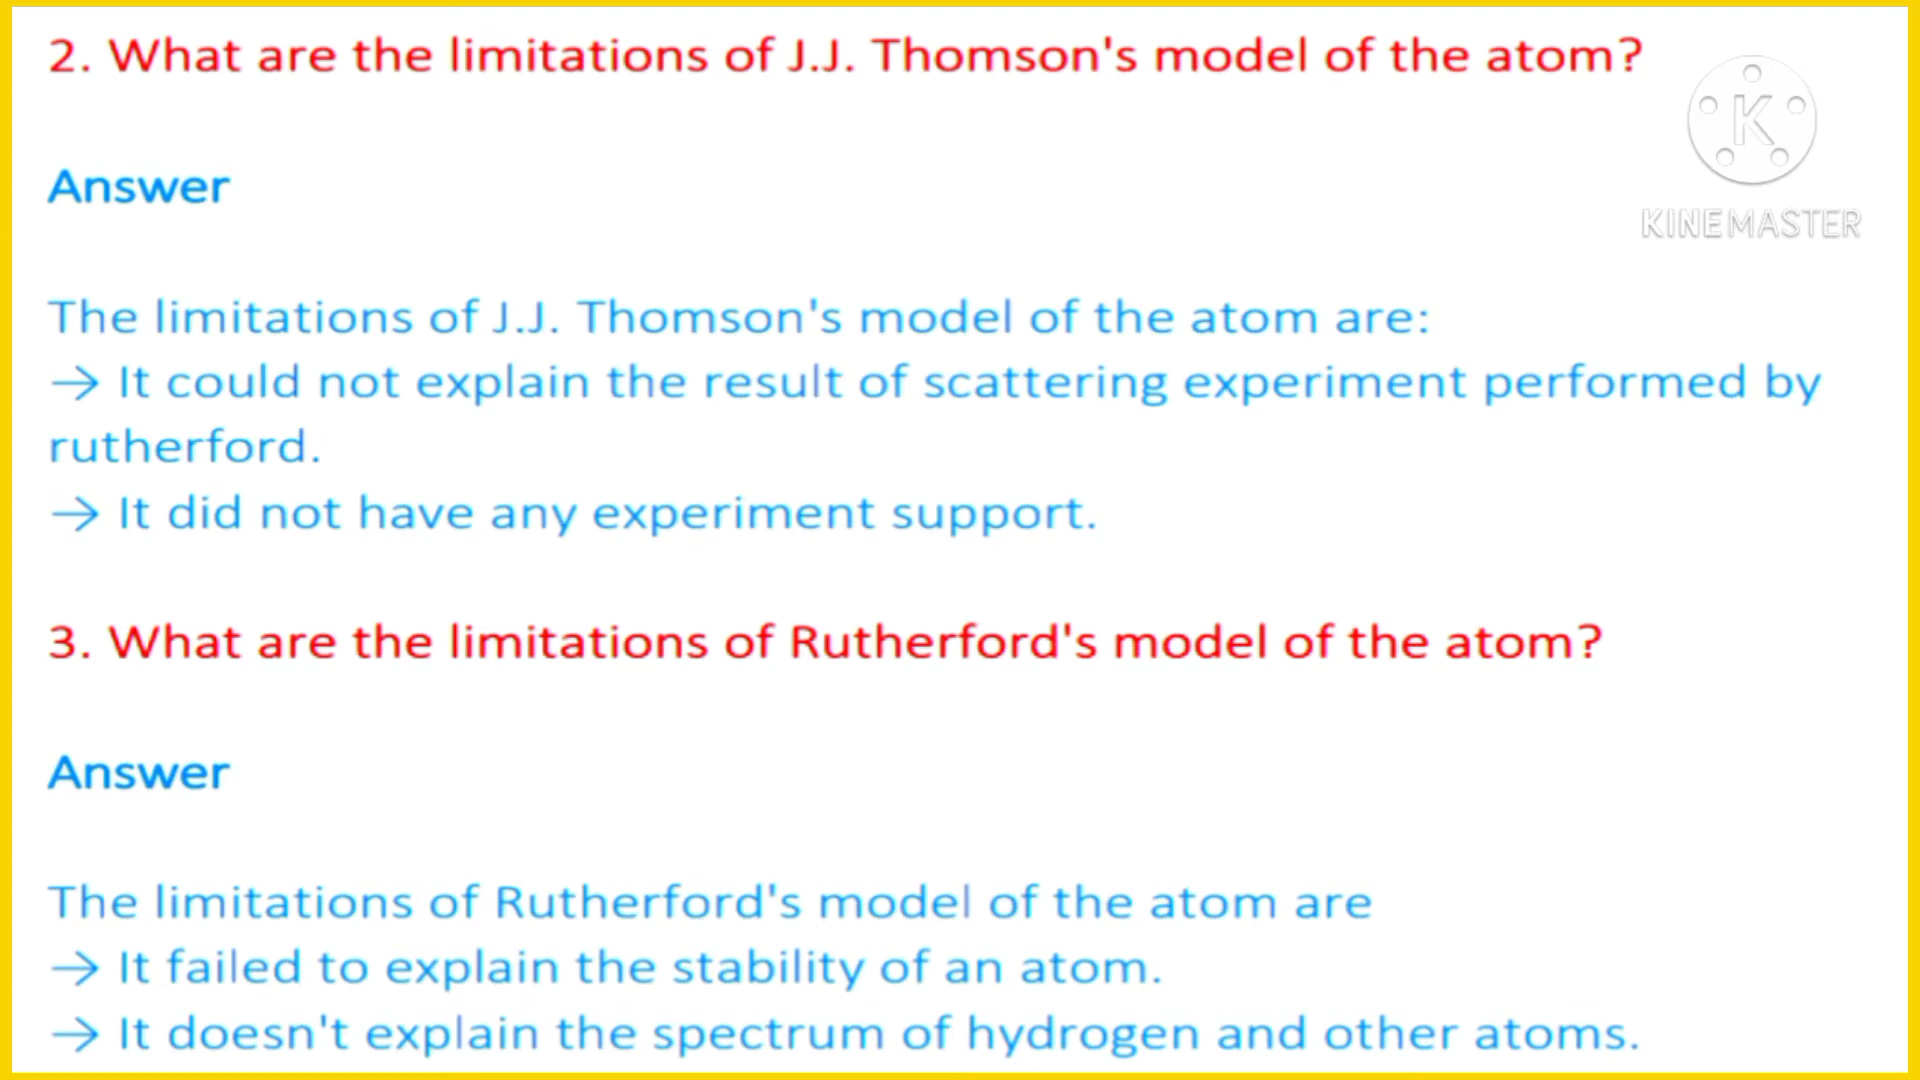 2. What are the limitations of J.J. Thomson's model of the atom?
K
KINEMASTER
Answer
The limitations of J.J. Thomson's model of the atom are:
→ It could not explain the result of scattering experiment performed by
rutherford.
→ It did not have any experiment support.
3. What are the limitations of Rutherford's model of the atom?
Answer
The limitations of Rutherford's model of the atom are
→ It failed to explain the stability of an atom.
→ It doesn't explain the spectrum of hydrogen and other atoms.